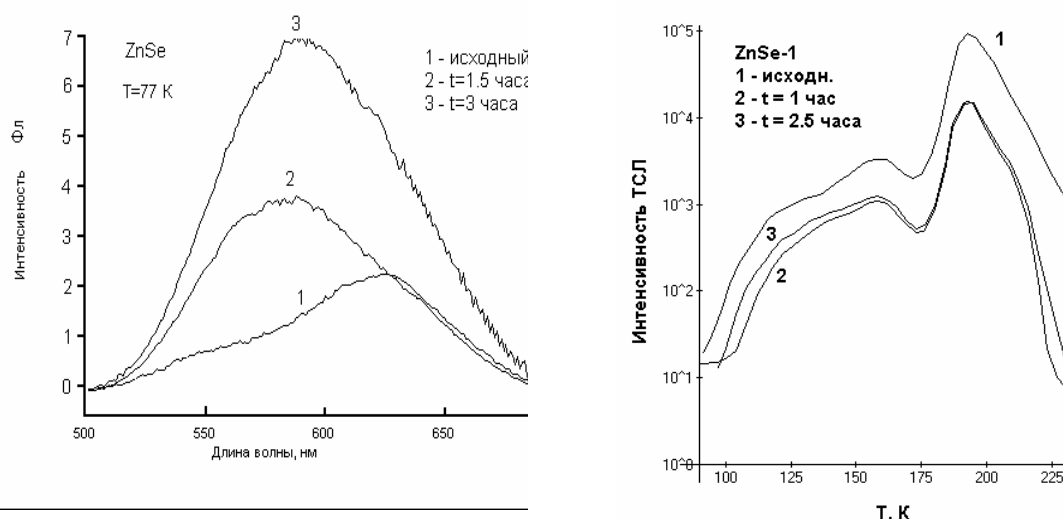 ZnSe
T=77 K
1 - исходный
2 - t=1.5 часа
3 - t=3 часа
Интенсивность Фл
7
6
5
4
3
2
1
0
3
2
1
500 550 600 650
Длина волны, нм
ZnSe-1
1 - исходн.
2 - t = 1 час
3 - t = 2.5 часа
Интенсивность ТСЛ
10^5
10^4
10^3
10^2
10^1
10^0
1
3
2
100 125 150 175 200 225
Т, К